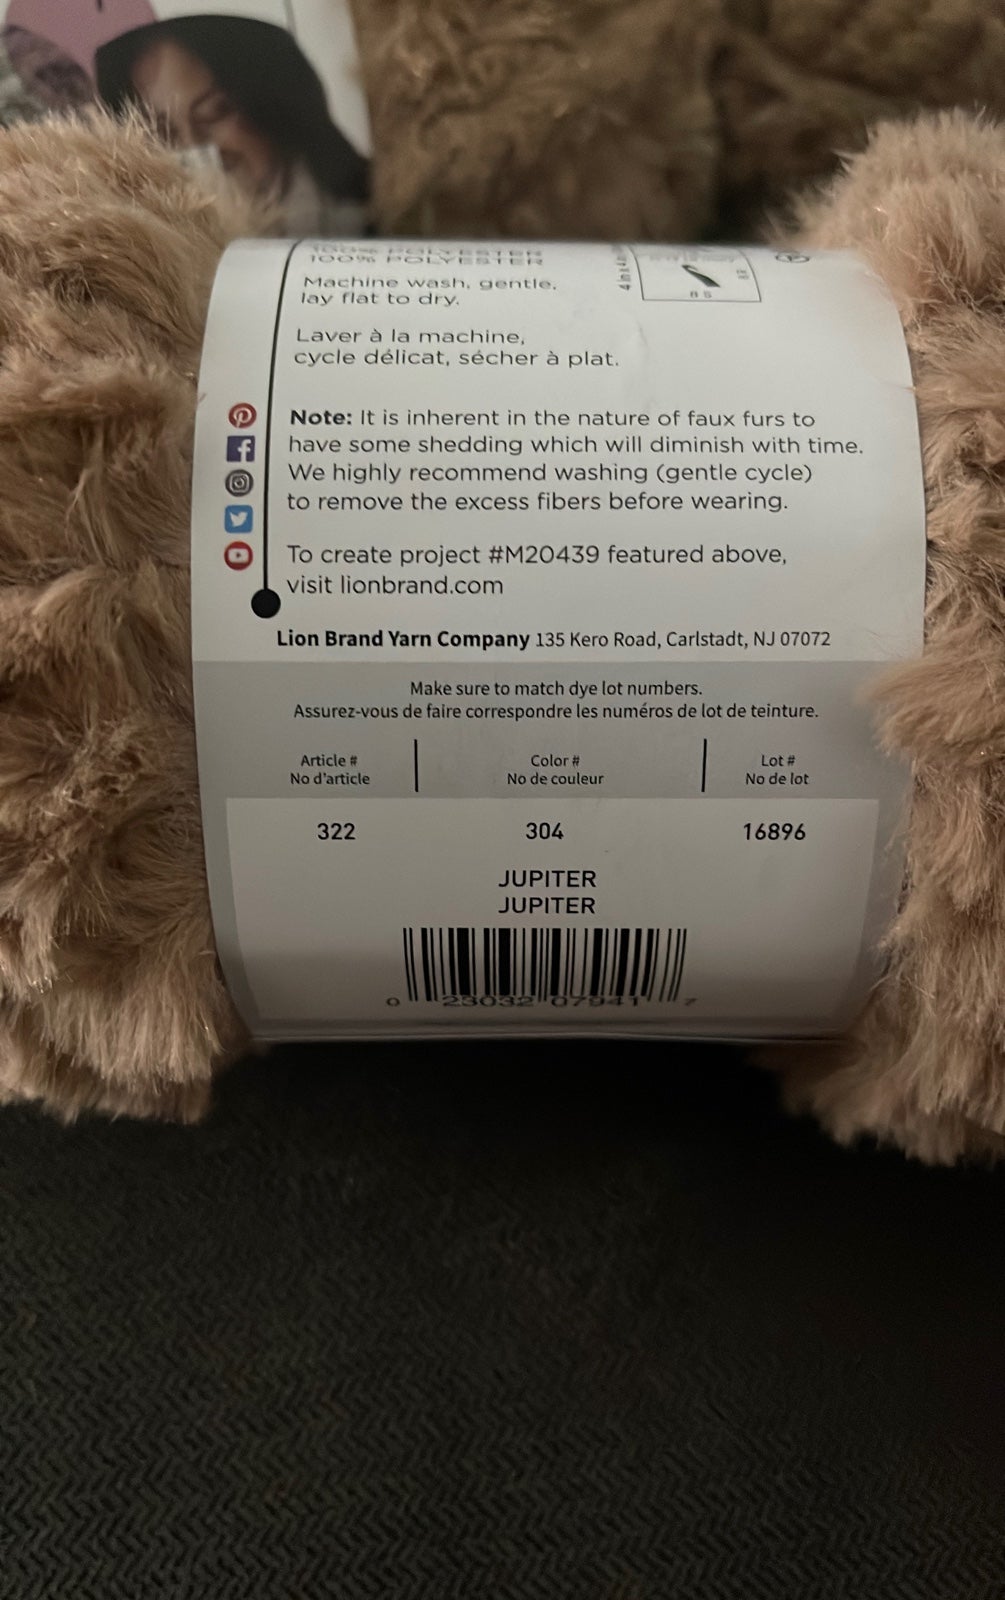 100% POLYESTER
100% POLYESTER
Machine wash, gentle,
lay flat to dry.
Laver à la machine,
cycle délicat, sécher à plat.
8 S
Note: It is inherent in the nature of faux furs to
have some shedding which will diminish with time.
We highly recommend washing (gentle cycle)
to remove the excess fibers before wearing.
To create project #M20439 featured above,
visit lionbrand.com
Lion Brand Yarn Company 135 Kero Road, Carlstadt, NJ 07072
Make sure to match dye lot numbers.
Assurez-vous de faire correspondre les numéros de lot de teinture.
Article # Color # Lot #
No d'article No de couleur No de lot
322 304 16896
JUPITER
JUPITER
0 23032 07941 7